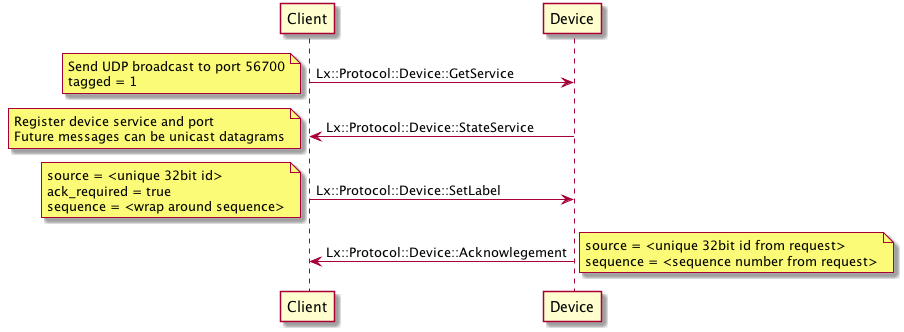 Client
Device
Send UDP broadcast to port 56700
tagged = 1
Lx::Protocol::Device::GetService
Register device service and port
Future messages can be unicast datagrams
Lx::Protocol::Device::StateService
source = <unique 32bit id>
ack_required = true
sequence = <wrap around sequence>
Lx::Protocol::Device::SetLabel
Lx::Protocol::Device::Acknowlegement
source = <unique 32bit id from request>
sequence = <sequence number from request>
Client
Device